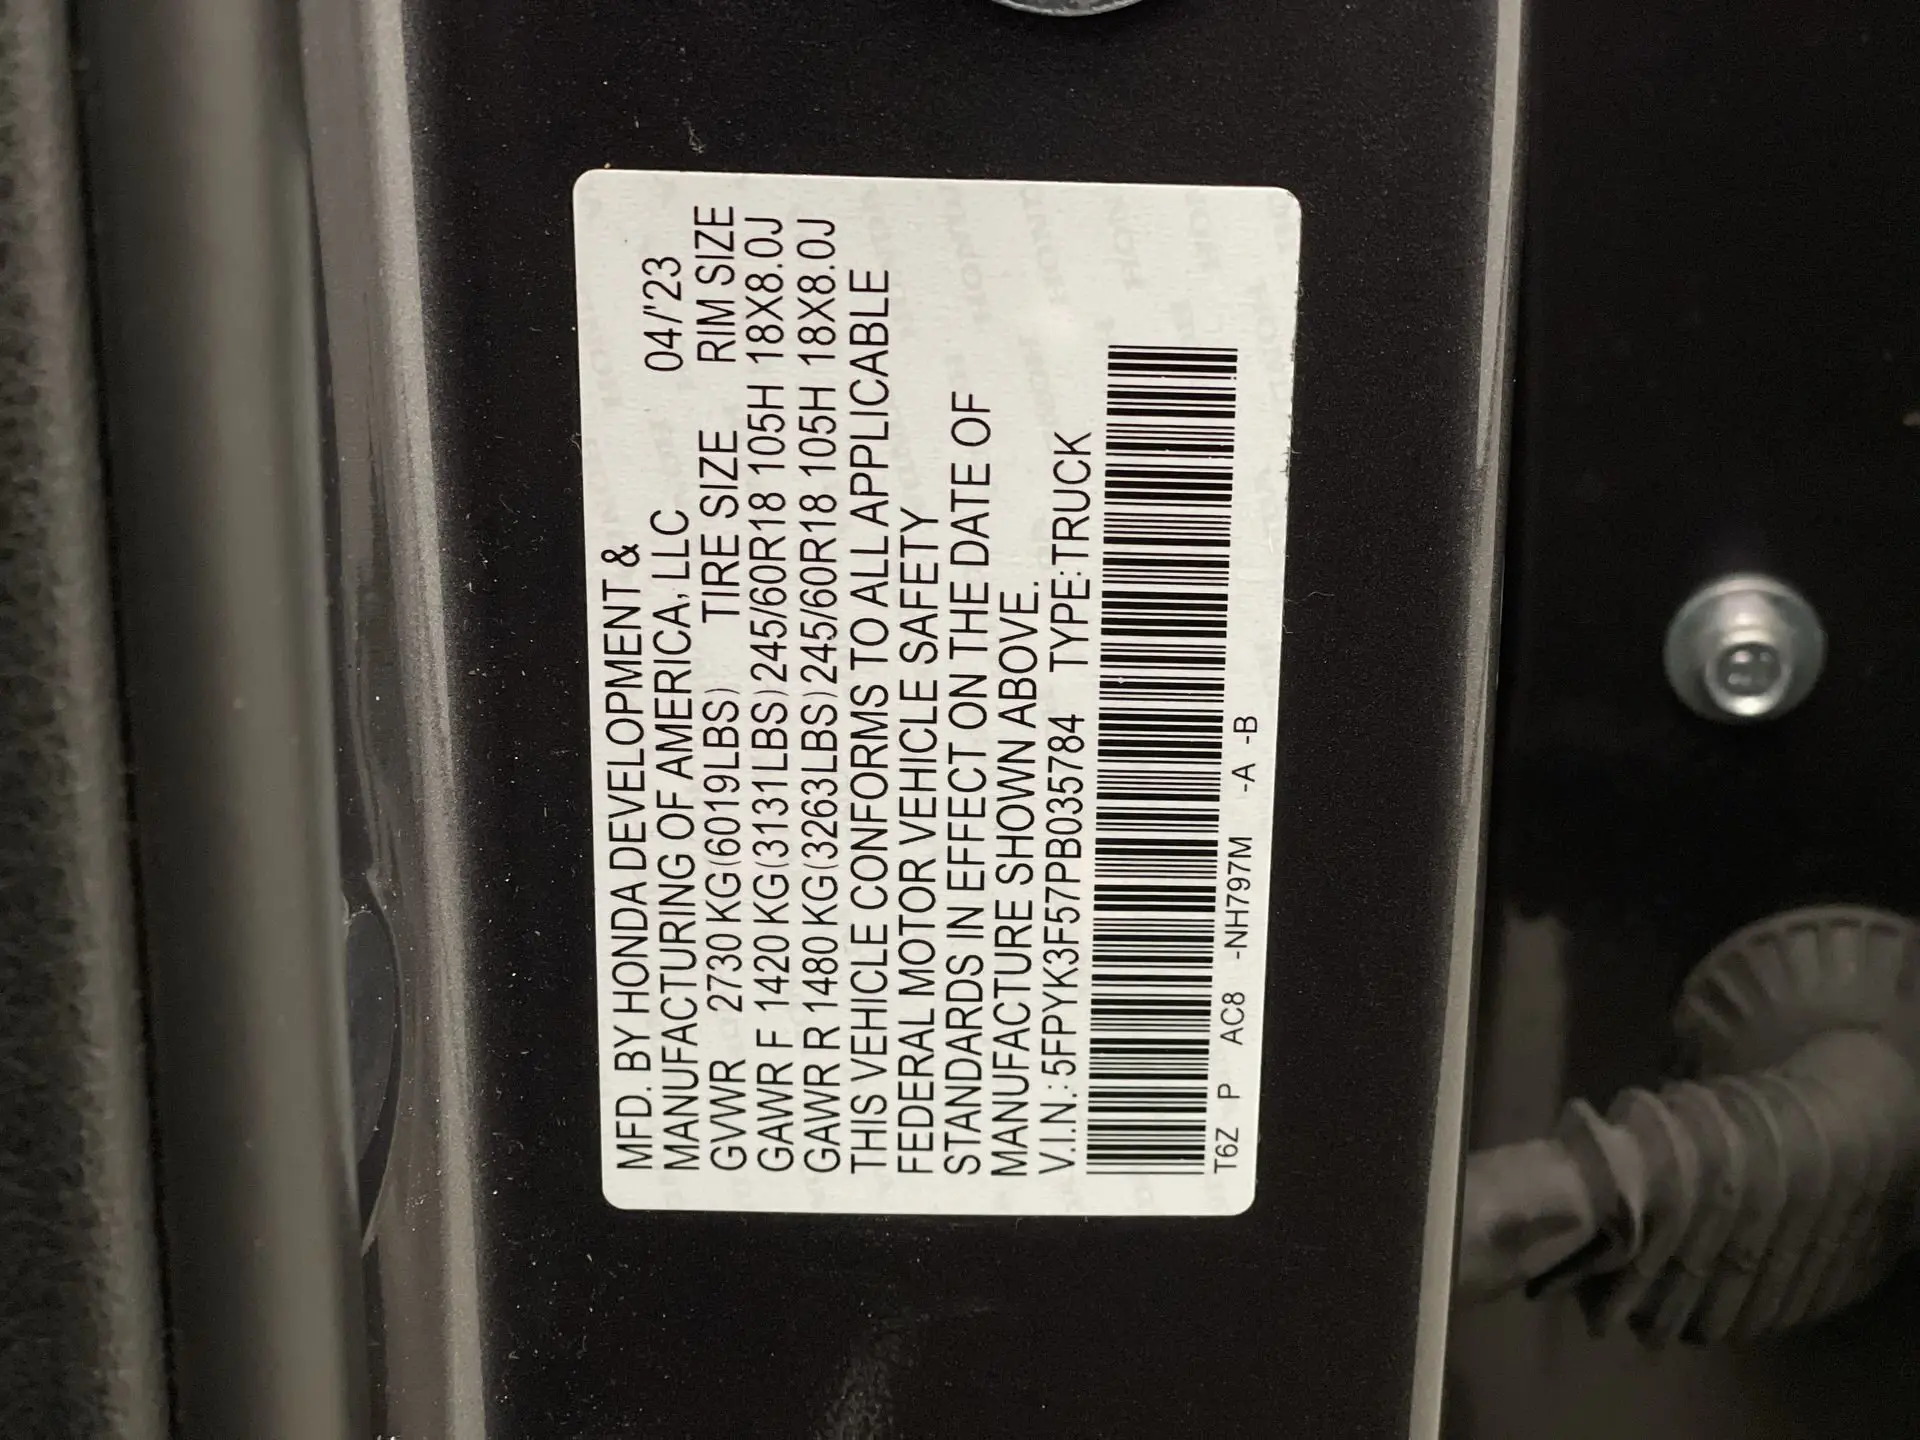 MFD. BY HONDA DEVELOPMENT &
MANUFACTURING OF AMERICA, LLC 04/'23
GVWR 2730 KG(6019LBS) TIRE SIZE RIM SIZE
GAWR F 1420 KG(3131LBS) 245/60R18 105H 18X8.0J
GAWR R 1480 KG(3263LBS) 245/60R18 105H 18X8.0J
THIS VEHICLE CONFORMS TO ALL APPLICABLE
FEDERAL MOTOR VEHICLE SAFETY
STANDARDS IN EFFECT ON THE DATE OF
MANUFACTURE SHOWN ABOVE.
V.I.N.: 5FPYK3F57PB035784 TYPE: TRUCK
T6Z P AC8 -NH797M -A -B